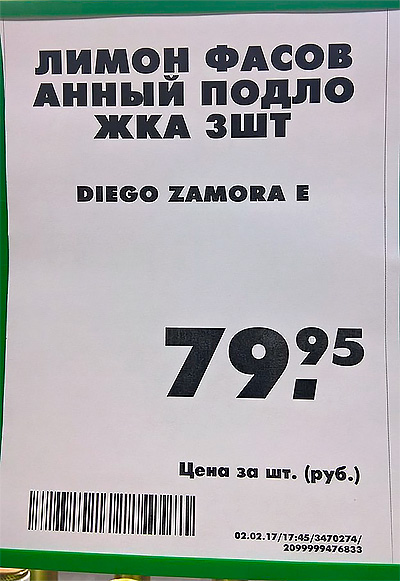 ЛИМОН ФАСОВ
АННЫЙ ПОДЛО
ЖКА 3ШТ
DIEGO ZAMORA E
79.95
Цена за шт. (руб.)
02.02.17/17:45/3470274/
2099999476833